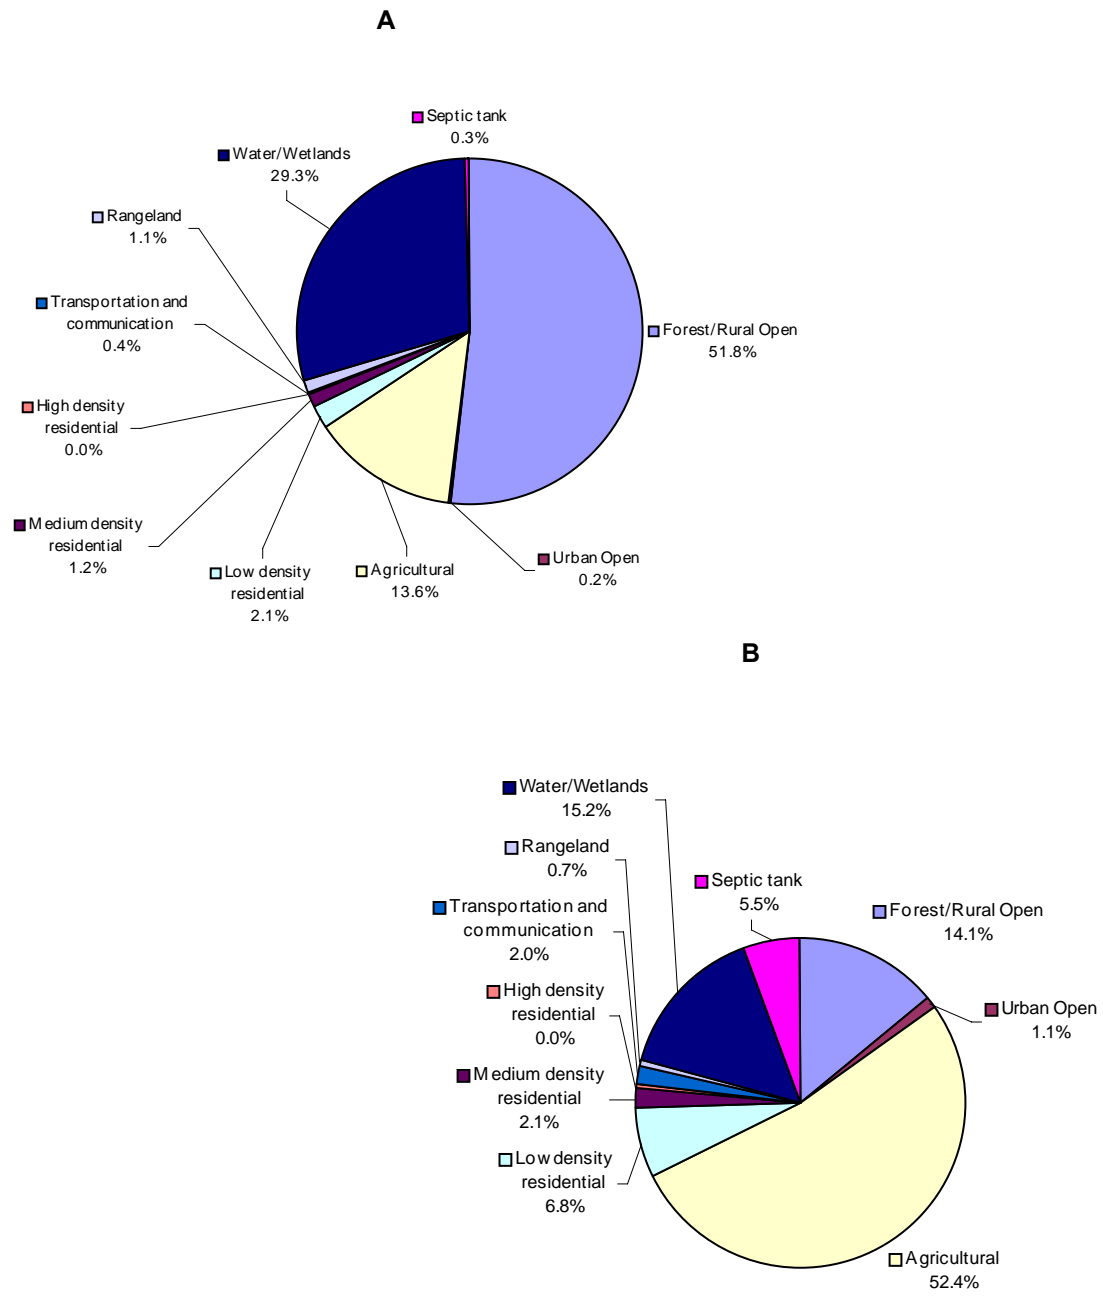 A
Septic tank
0.3%
Water/Wetlands
29.3%
Rangeland
1.1%
Transportation and
communication
0.4%
Forest/Rural Open
51.8%
High density
residential
0.0%
Medium density
residential
1.2%
Low density
residential
2.1%
Agricultural
13.6%
Urban Open
0.2%
B
Water/Wetlands
15.2%
Rangeland
0.7%
Septic tank
5.5%
Transportation and
communication
2.0%
Forest/Rural Open
14.1%
High density
residential
0.0%
Urban Open
1.1%
Medium density
residential
2.1%
Low density
residential
6.8%
Agricultural
52.4%